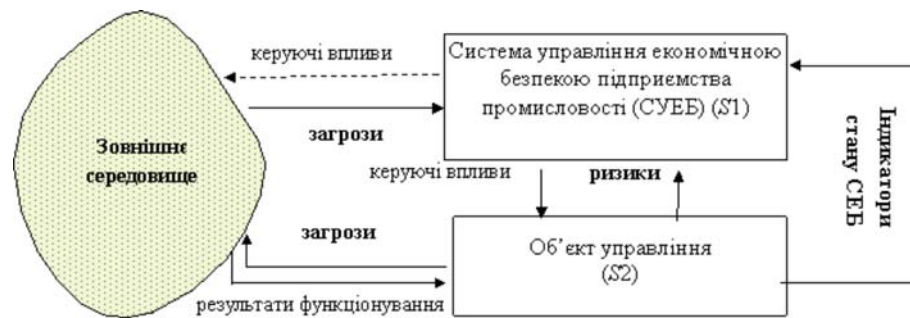 керуючі впливи
Система управління економічною
безпекою підприємства
промисловості (СУЕБ) (S1)
загрози
Зовнішнє
середовище
керуючі впливи
ризики
Індикатори
стану СЕБ
загрози
Об’єкт управління
(S2)
результати функціонування